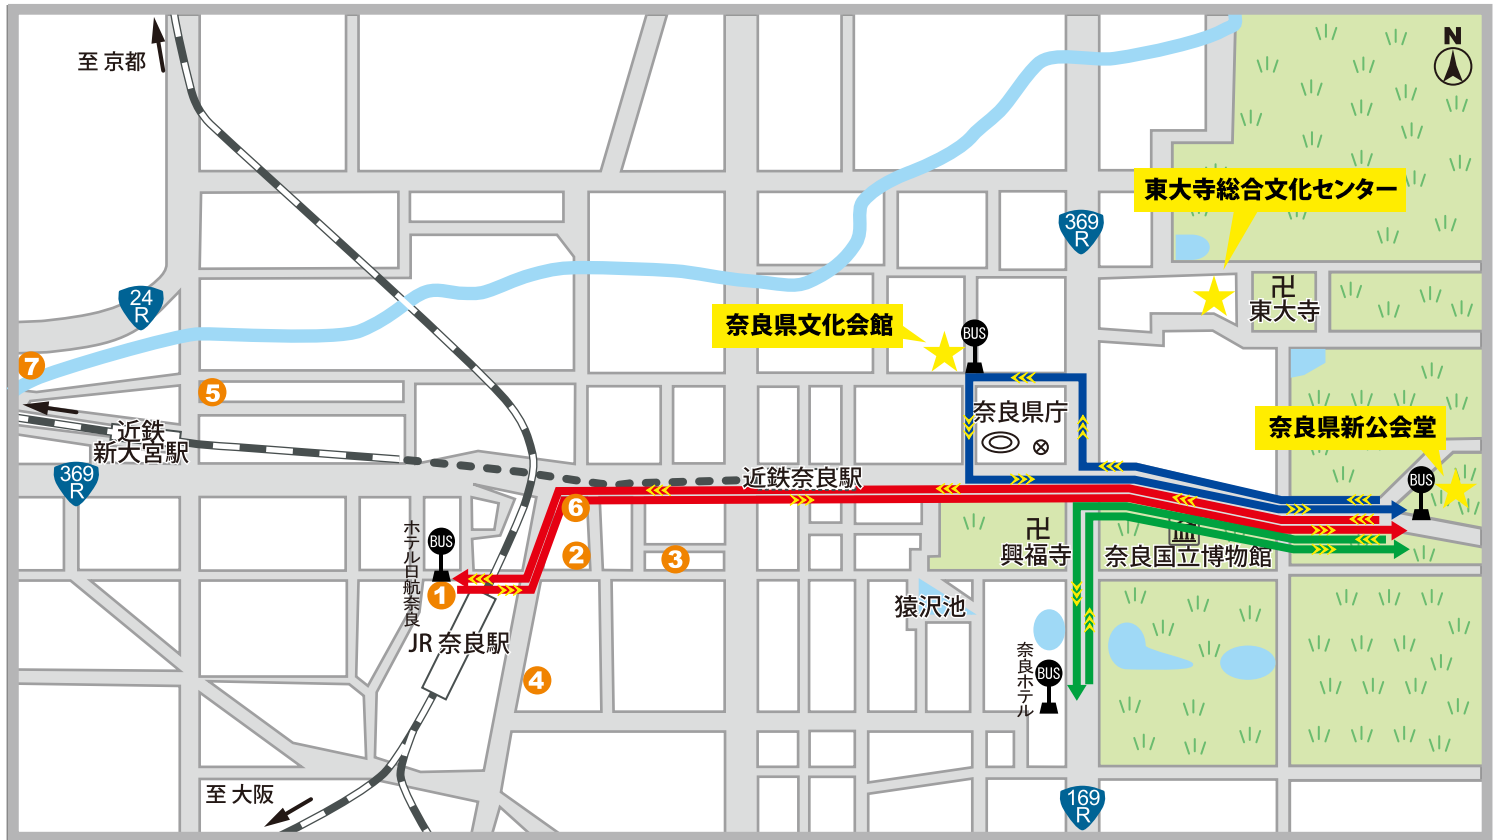 至 京都
N
東大寺総合文化センター
369
R
卍
東大寺
24
R
奈良県文化会館
BUS
7
5
奈良県庁
近鉄
新大宮駅
奈良県新公会堂
369
R
近鉄奈良駅
BUS
6
ホテル日航奈良
BUS
2
3
卍
興福寺
奈良国立博物館
1
猿沢池
JR 奈良駅
奈良ホテル
BUS
4
至 大阪
169
R